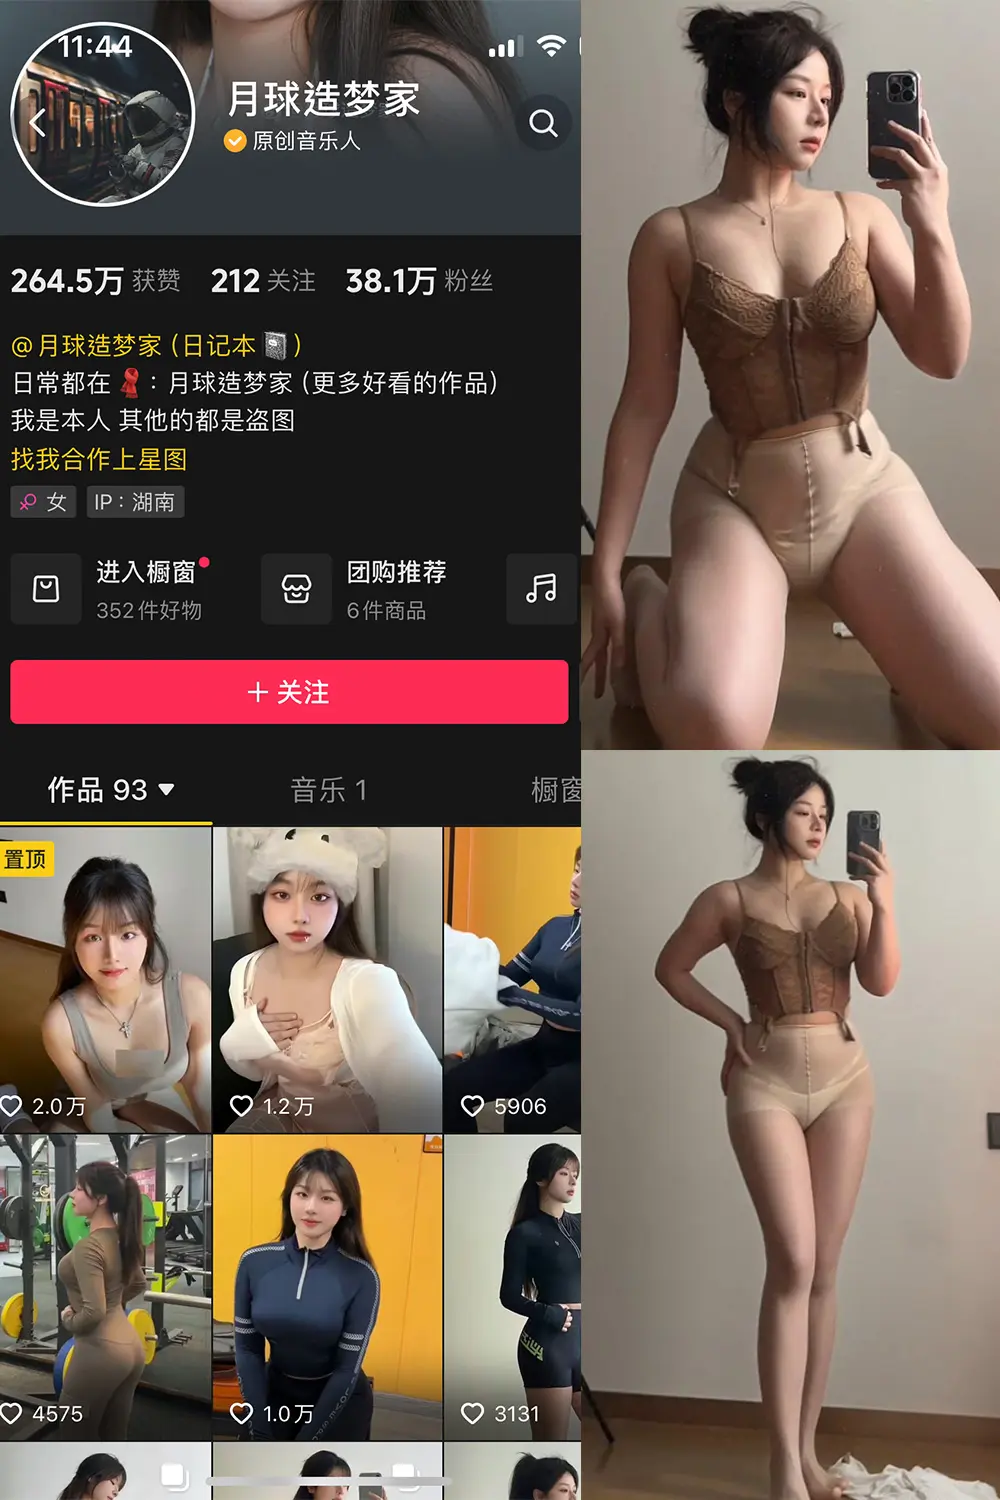 11:44
月球造梦家
原创音乐人
264.5万 获赞 212 关注 38.1万 粉丝
@月球造梦家（日记本📓）
日常都在🧣：月球造梦家（更多好看的作品）
我是本人 其他的都是盗图
找我合作上星图
女 IP：湖南
进入橱窗
352件好物
团购推荐
6件商品
+ 关注
作品 93 音乐 1 橱窗
置顶
2.0万
1.2万
5906
4575
1.0万
3131